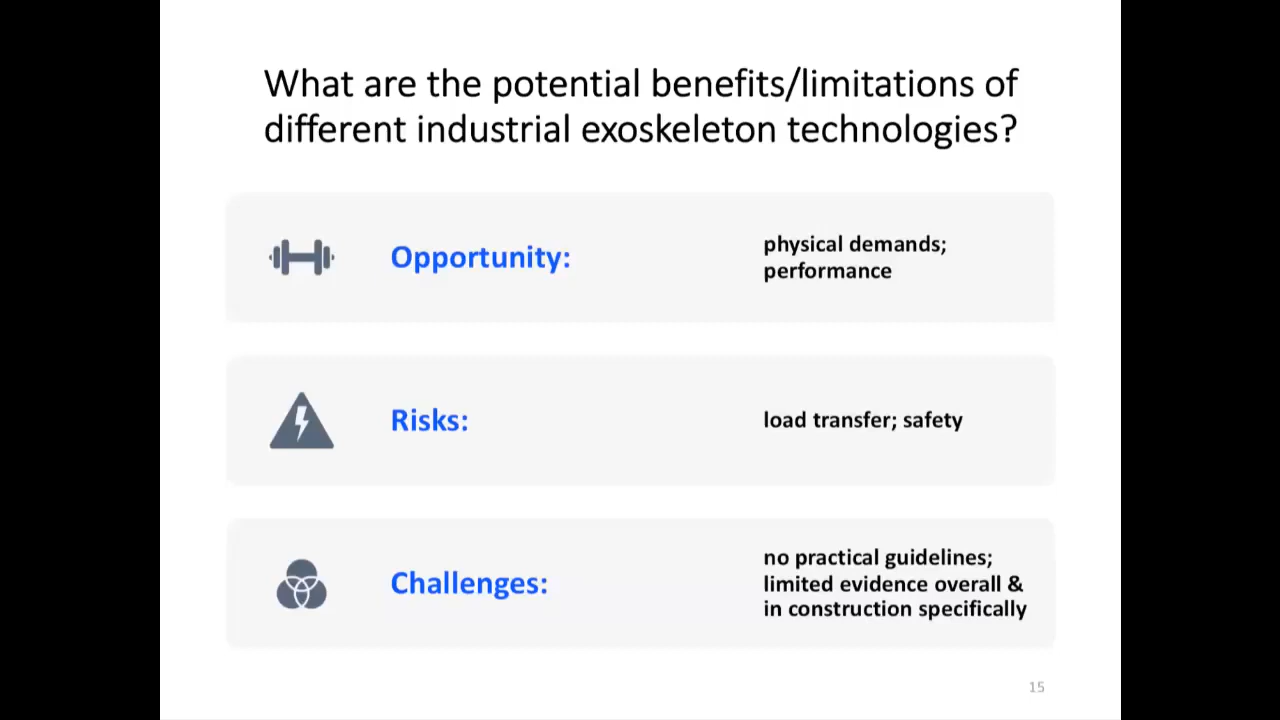 What are the potential benefits/limitations of
different industrial exoskeleton technologies?
Opportunity:
physical demands;
performance
Risks:
load transfer; safety
Challenges:
no practical guidelines;
limited evidence overall &
in construction specifically
15